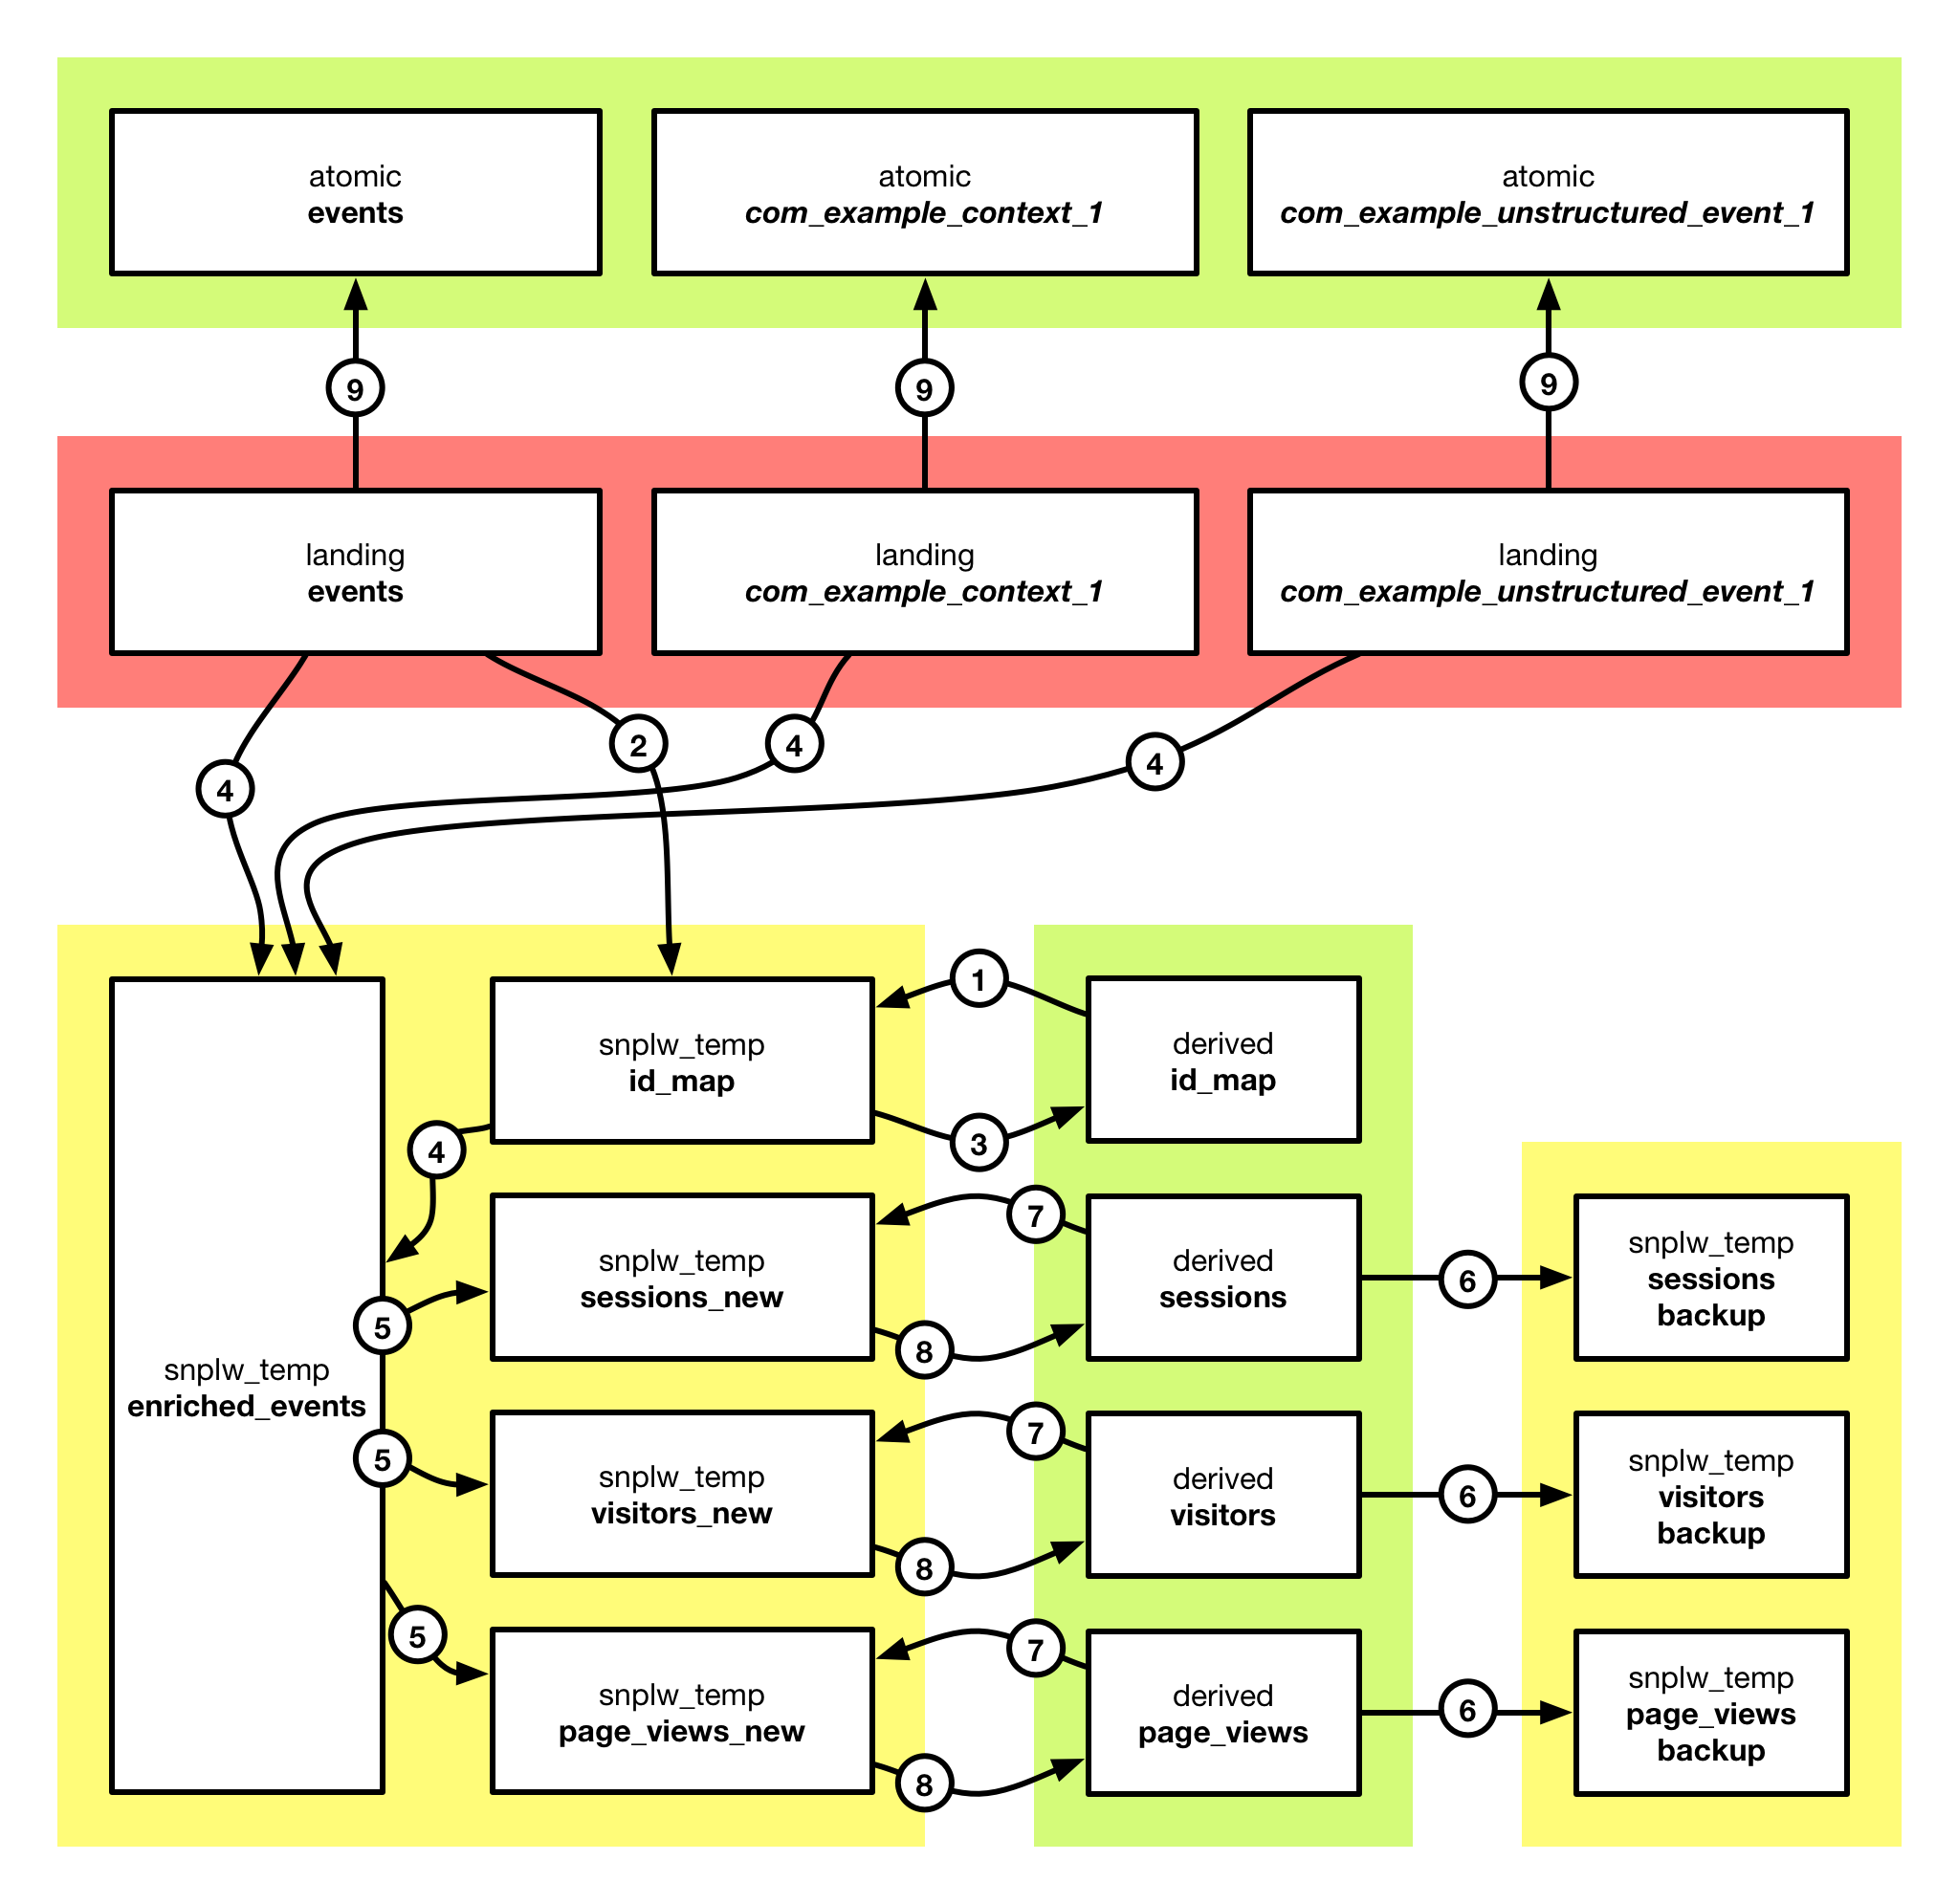 atomic
events
atomic
com_example_context_1
atomic
com_example_unstructured_event_1
9
9
9
landing
events
landing
com_example_context_1
landing
com_example_unstructured_event_1
4
2
4
4
snplw_temp
enriched_events
snplw_temp
id_map
1
3
derived
id_map
4
5
snplw_temp
sessions_new
7
8
derived
sessions
6
snplw_temp
sessions
backup
5
snplw_temp
visitors_new
7
8
derived
visitors
6
snplw_temp
visitors
backup
5
snplw_temp
page_views_new
7
8
derived
page_views
6
snplw_temp
page_views
backup